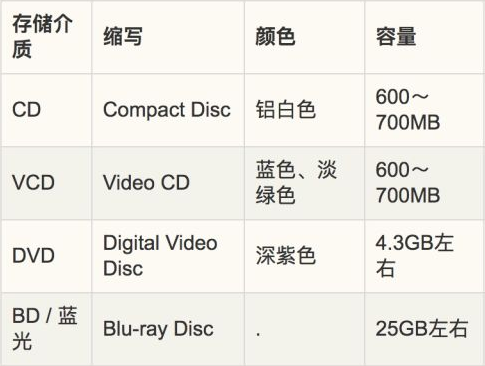 存储介质 缩写 颜色 容量
CD Compact Disc 铝白色 600～700MB
VCD Video CD 蓝色、淡绿色 600～700MB
DVD Digital Video Disc 深紫色 4.3GB左右
BD / 蓝光 Blu-ray Disc . 25GB左右